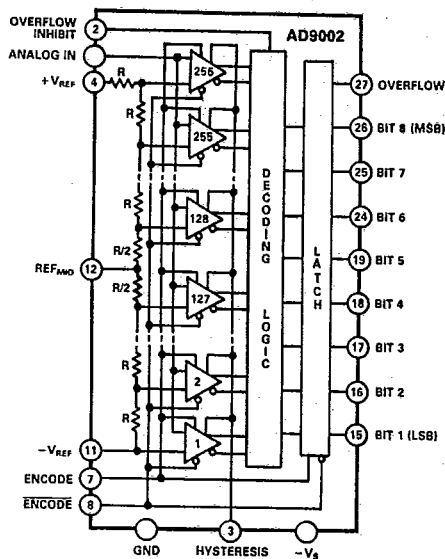 OVERFLOW
INHIBIT
2
AD9002
ANALOG IN
+VREF
4
R
256
27
OVERFLOW
R
255
26
BIT 8 (MSB)
25
BIT 7
DECODING
LOGIC
LATCH
R
128
24
BIT 6
R/2
19
BIT 5
REFMID
12
R/2
127
18
BIT 4
17
BIT 3
R
2
16
BIT 2
R
1
15
BIT 1 (LSB)
-VREF
11
ENCODE
7
ENCODE
8
3
GND
HYSTERESIS
-VS